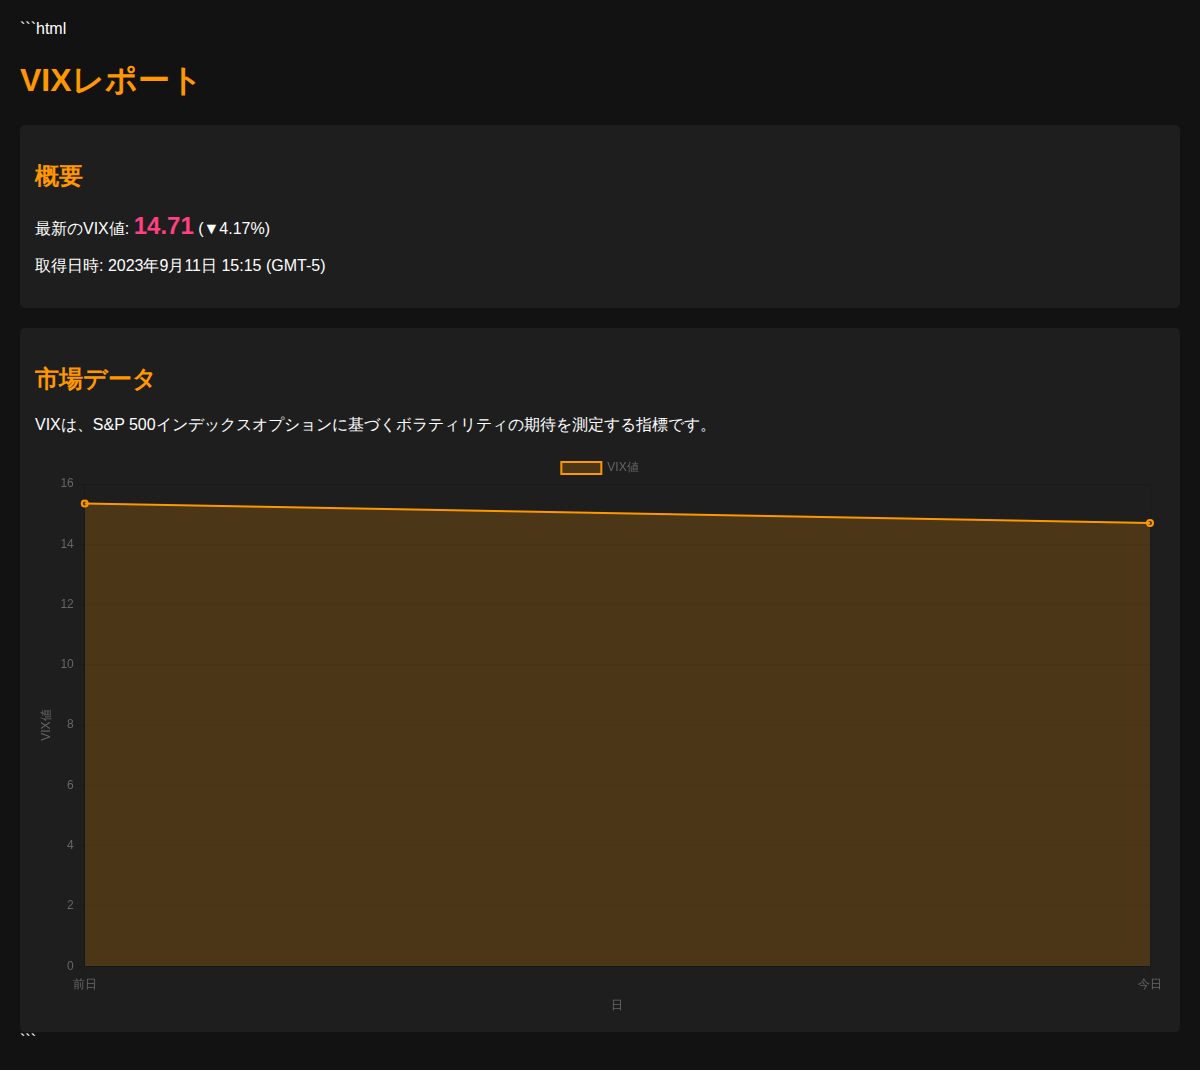 ```html
VIXレポート
概要
最新のVIX値: 14.71 (▼4.17%)
取得日時: 2023年9月11日 15:15 (GMT-5)
市場データ
VIXは、S&P 500インデックスオプションに基づくボラティリティの期待を測定する指標です。
VIX値
16
14
12
10
8
6
4
2
0
VIX値
前日
今日
日
```